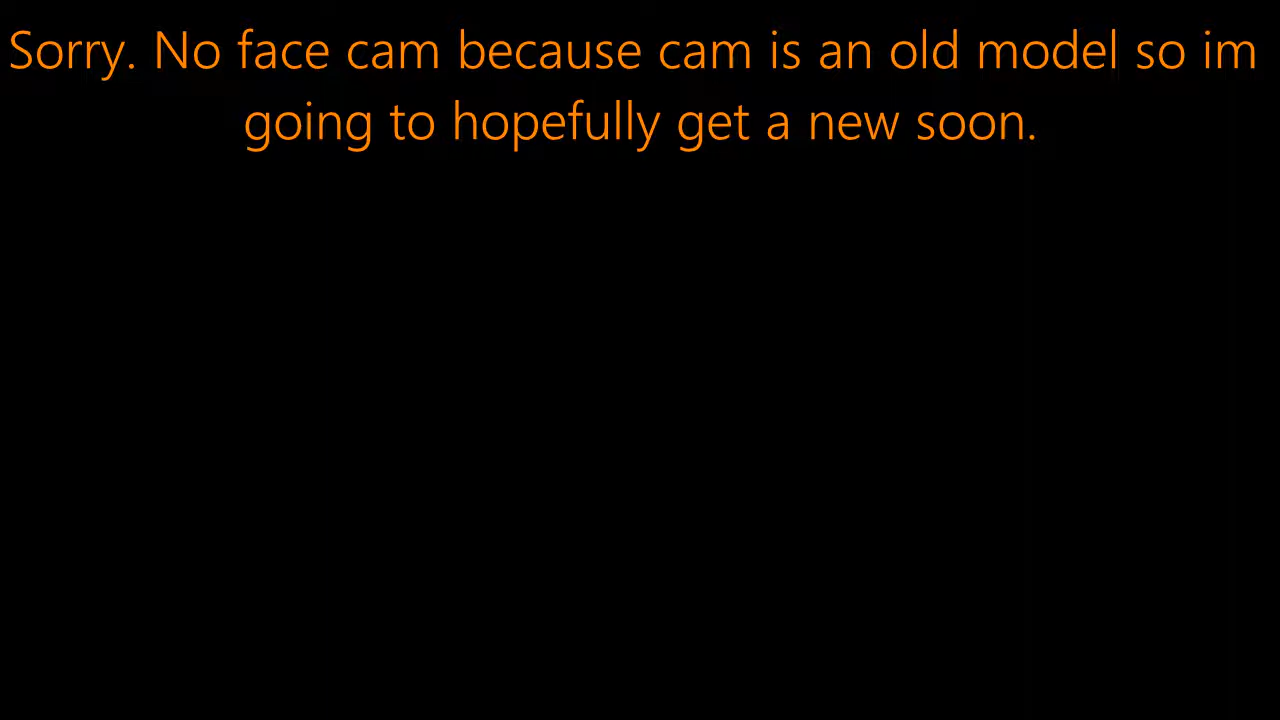 Sorry. No face cam because cam is an old model so im
going to hopefully get a new soon.